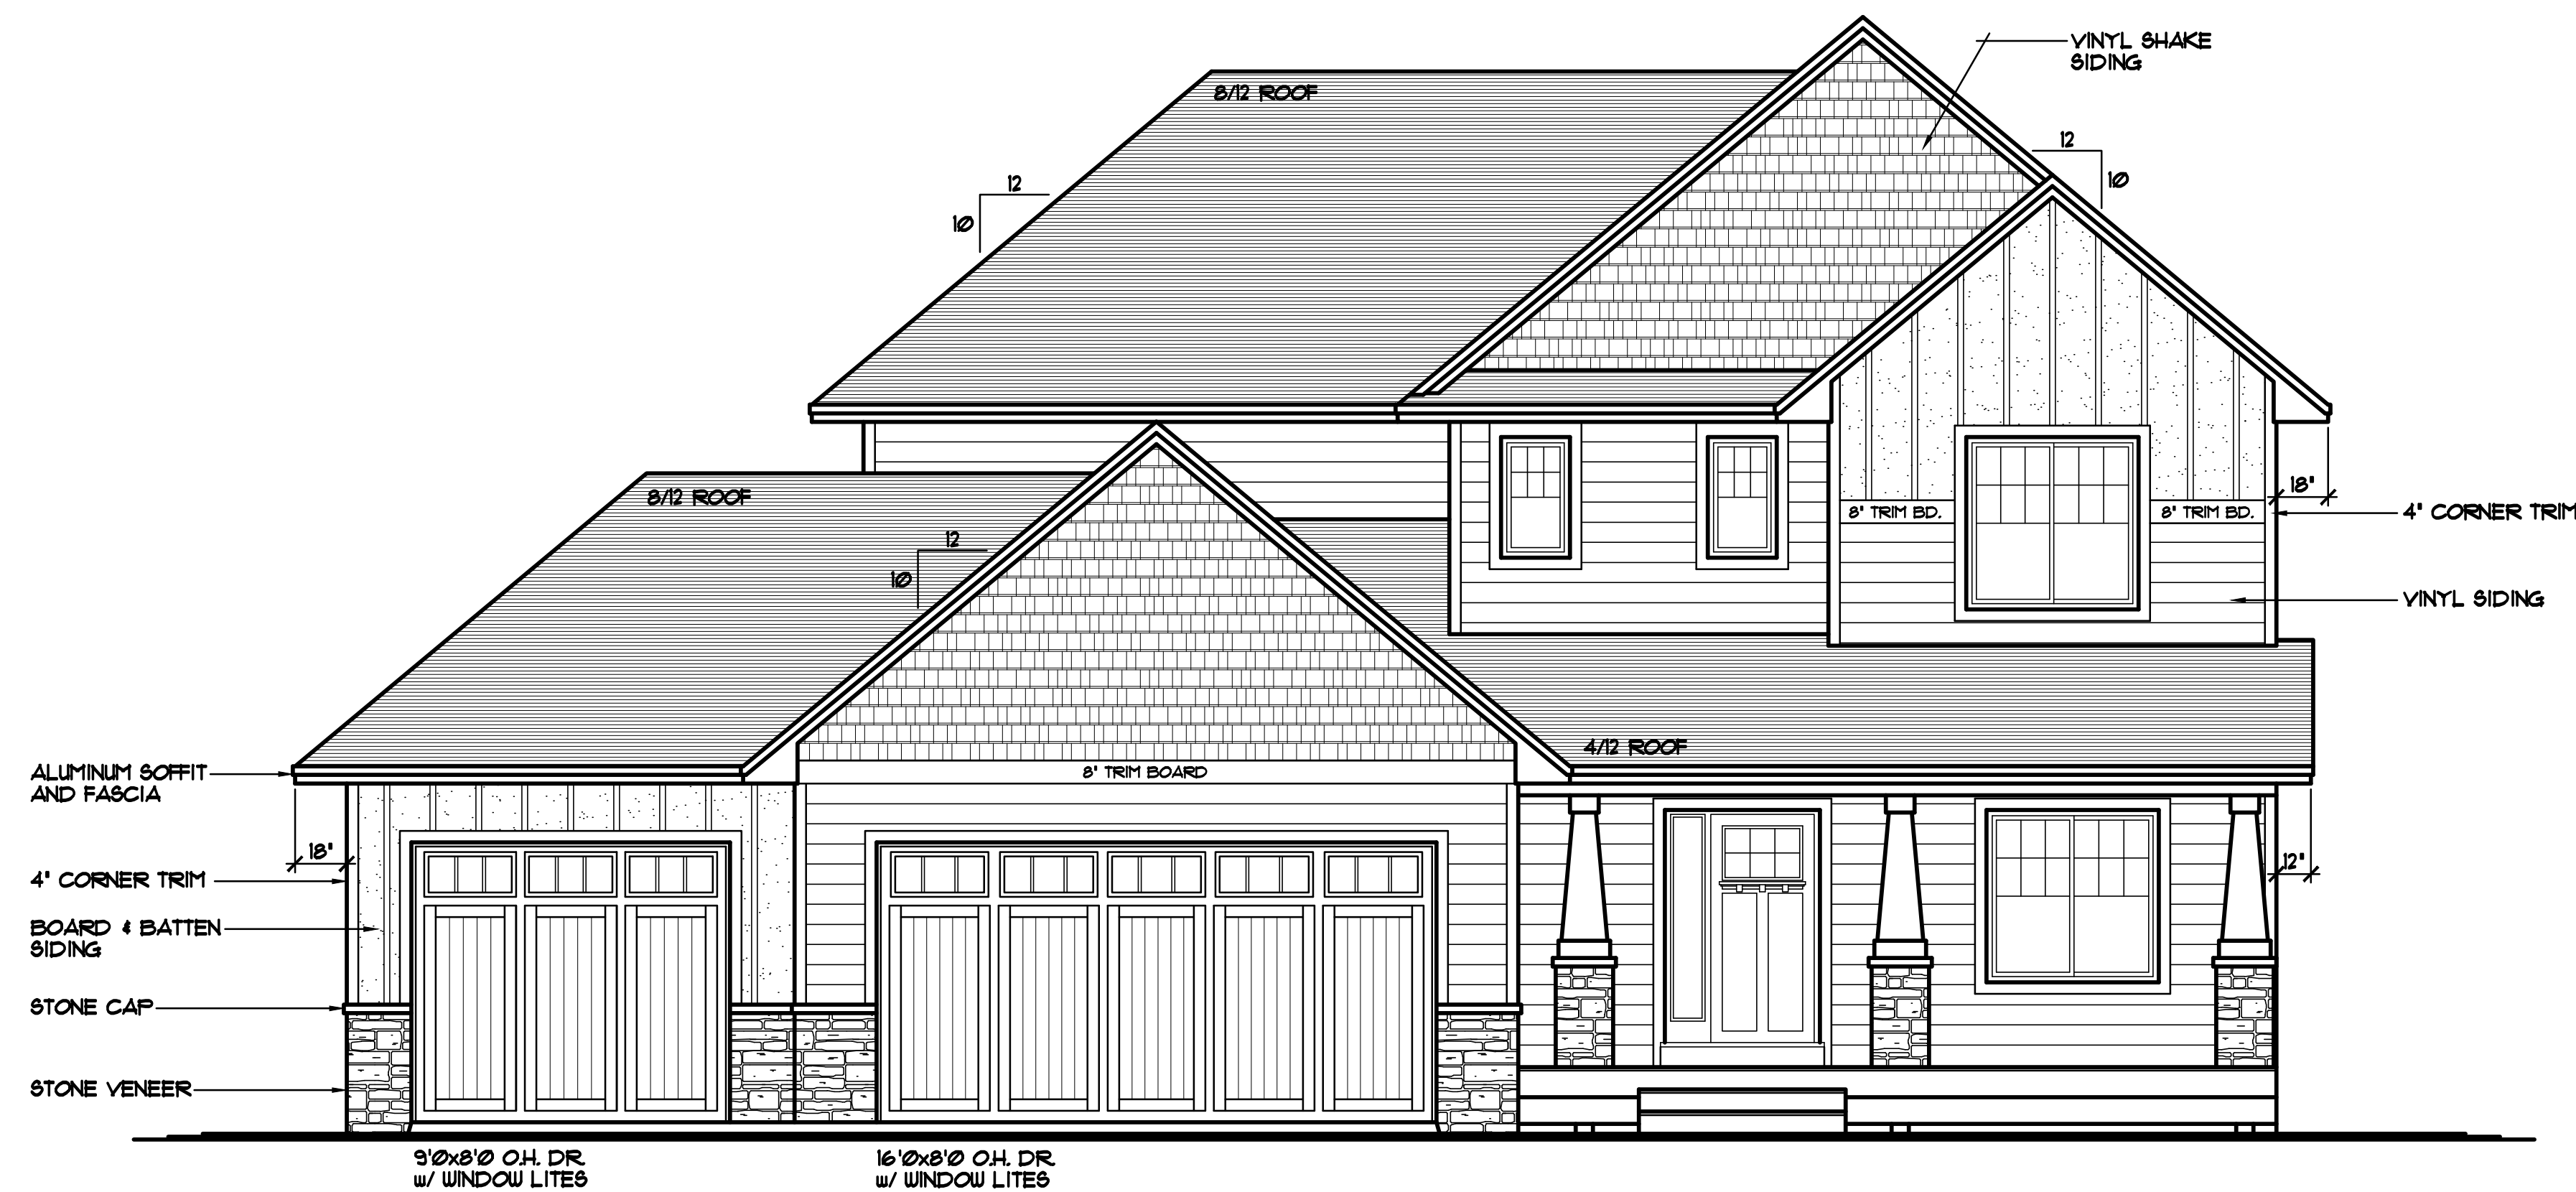 VINYL SHAKE
SIDING
8/12 ROOF
12
10
12
10
8/12 ROOF
12
10
18"
8" TRIM BD.
8" TRIM BD.
4" CORNER TRIM
VINYL SIDING
4/12 ROOF
8" TRIM BOARD
ALUMINUM SOFFIT
AND FASCIA
18"
12"
4" CORNER TRIM
BOARD & BATTEN
SIDING
STONE CAP
STONE VENEER
9'0x8'0 O.H. DR.
w/ WINDOW LITES
16'0x8'0 O.H. DR.
w/ WINDOW LITES